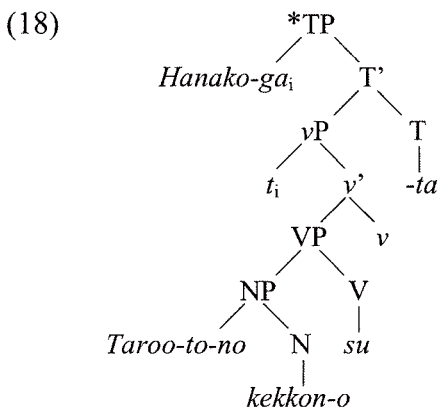 (18) *TP
Hanako-gaᵢ T’
vP T
tᵢ v’ -ta
VP v
NP V
Taroo-to-no N su
kekkon-o